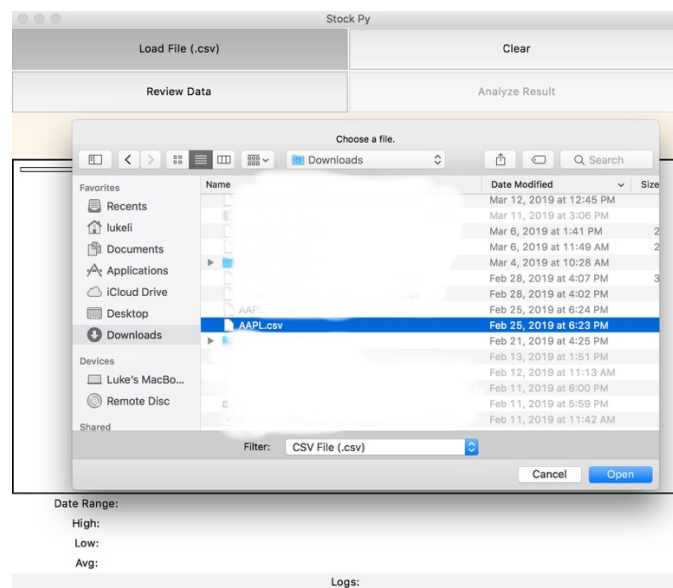 Stock Py
Load File (.csv)
Clear
Review Data
Analyze Result
Choose a file.
Downloads
Search
Favorites
Recents
lukeli
Documents
Applications
iCloud Drive
Desktop
Downloads
Devices
Luke's MacBo...
Remote Disc
Shared
Name
Date Modified
Size
Mar 12, 2019 at 12:45 PM
Mar 11, 2019 at 3:06 PM
Mar 6, 2019 at 1:41 PM
2
Mar 6, 2019 at 11:49 AM
2
Mar 4, 2019 at 10:28 AM
Feb 28, 2019 at 4:07 PM
3
Feb 28, 2019 at 4:02 PM
AAPL
Feb 25, 2019 at 6:24 PM
AAPL.csv
Feb 25, 2019 at 6:23 PM
Feb 21, 2019 at 4:25 PM
Feb 13, 2019 at 1:51 PM
Feb 12, 2019 at 11:13 AM
Feb 11, 2019 at 6:00 PM
Feb 11, 2019 at 5:59 PM
Feb 11, 2019 at 11:42 AM
Filter:
CSV File (.csv)
Cancel
Open
Date Range:
High:
Low:
Avg:
Logs: